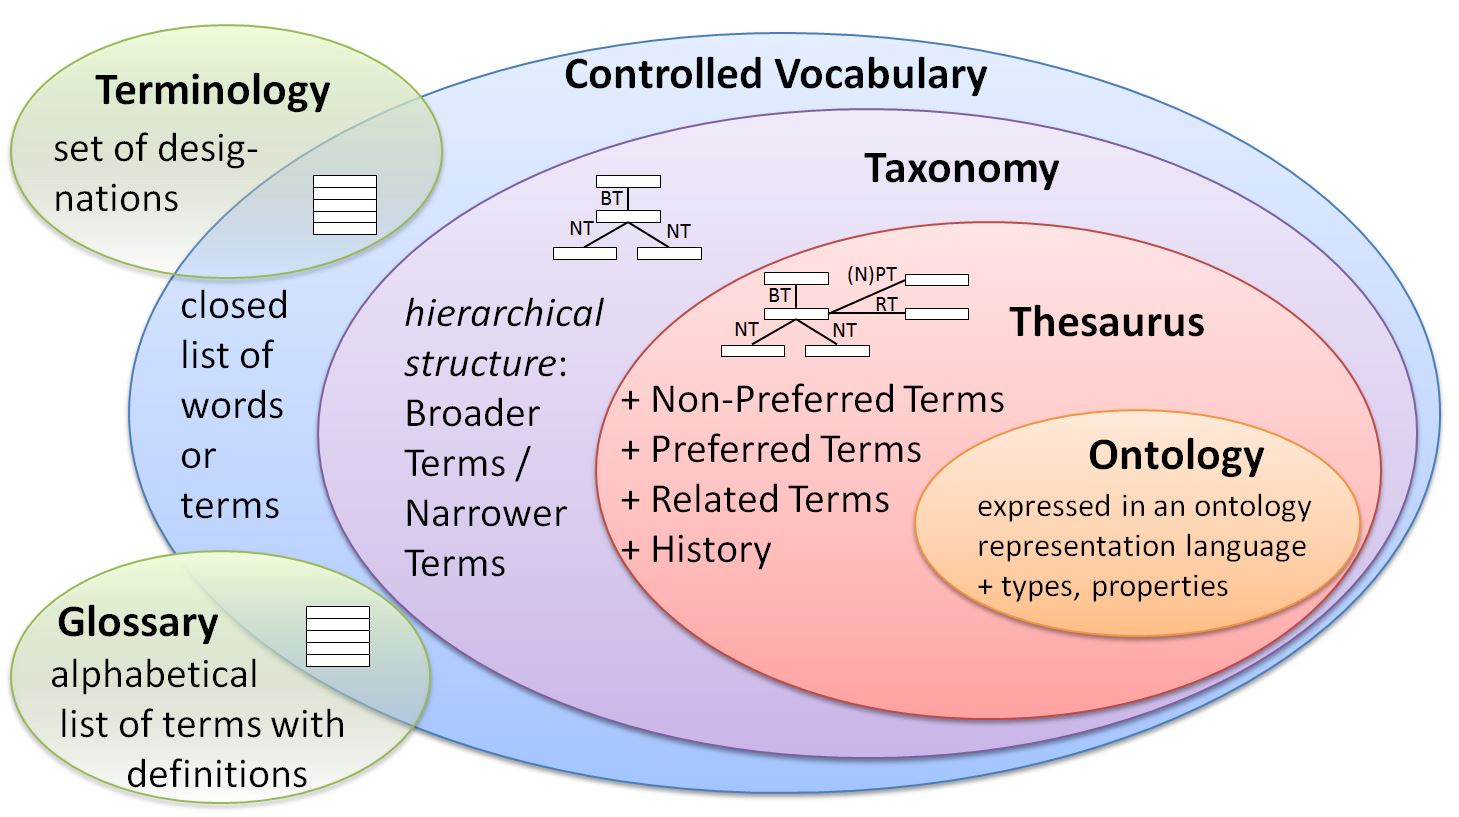 Terminology
set of desig-
nations
Controlled Vocabulary
closed
list of
words
or
terms
Glossary
alphabetical
list of terms with
definitions
Taxonomy
BT
NT
NT
hierarchical
structure:
Broader
Terms /
Narrower
Terms
Thesaurus
BT
(N)PT
RT
NT
NT
+ Non-Preferred Terms
+ Preferred Terms
+ Related Terms
+ History
Ontology
expressed in an ontology
representation language
+ types, properties